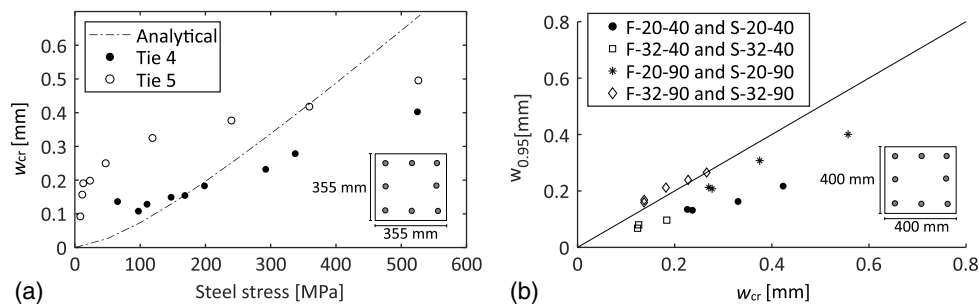 0.6
0.5
0.4
0.3
0.2
0.1
0
w_cr [mm]
Analytical
Tie 4
Tie 5
355 mm
355 mm
0 100 200 300 400 500 600
Steel stress [MPa]
(a)
0.8
0.6
0.4
0.2
0
w_0.95[mm]
F-20-40 and S-20-40
F-32-40 and S-32-40
F-20-90 and S-20-90
F-32-90 and S-32-90
400 mm
400 mm
0 0.2 0.4 0.6 0.8
w_cr [mm]
(b)